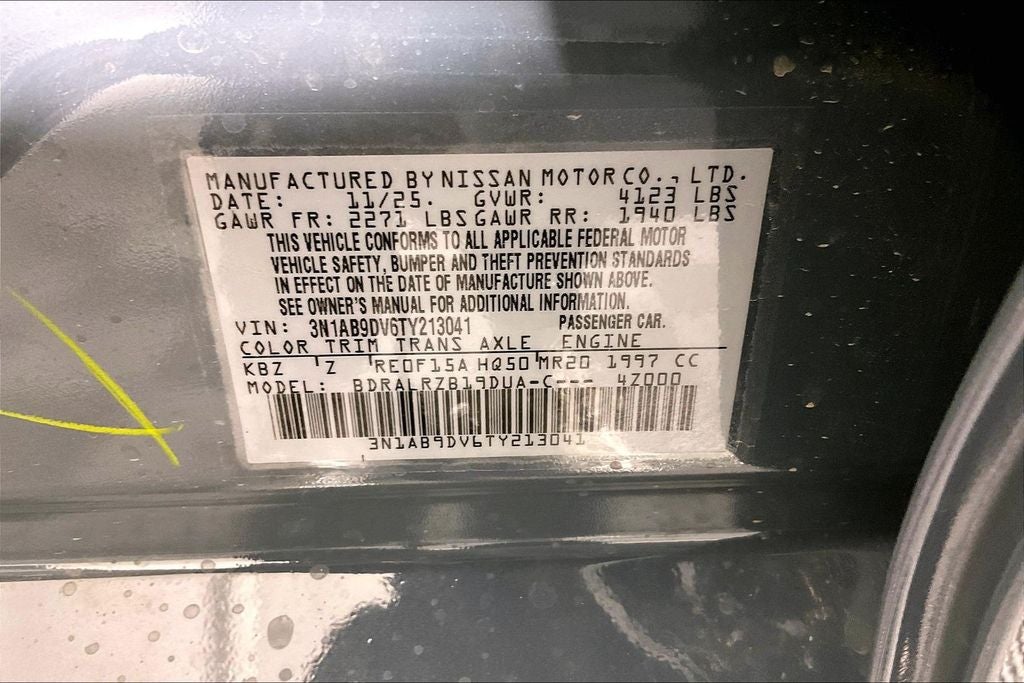 MANUFACTURED BY NISSAN MOTOR CO., LTD.
DATE: 11/25. GVWR: 4123 LBS
GAWR FR: 2271 LBS GAWR RR: 1940 LBS
THIS VEHICLE CONFORMS TO ALL APPLICABLE FEDERAL MOTOR
VEHICLE SAFETY, BUMPER AND THEFT PREVENTION STANDARDS
IN EFFECT ON THE DATE OF MANUFACTURE SHOWN ABOVE.
SEE OWNER'S MANUAL FOR ADDITIONAL INFORMATION.
VIN: 3N1AB9DV6TY213041 PASSENGER CAR.
COLOR TRIM TRANS AXLE ENGINE
KBZ Z RE0F15A HQ50 MR20 1997 CC
MODEL: BDRALRZB19DUA-C--- 4Z000
3N1AB9DV6TY213041